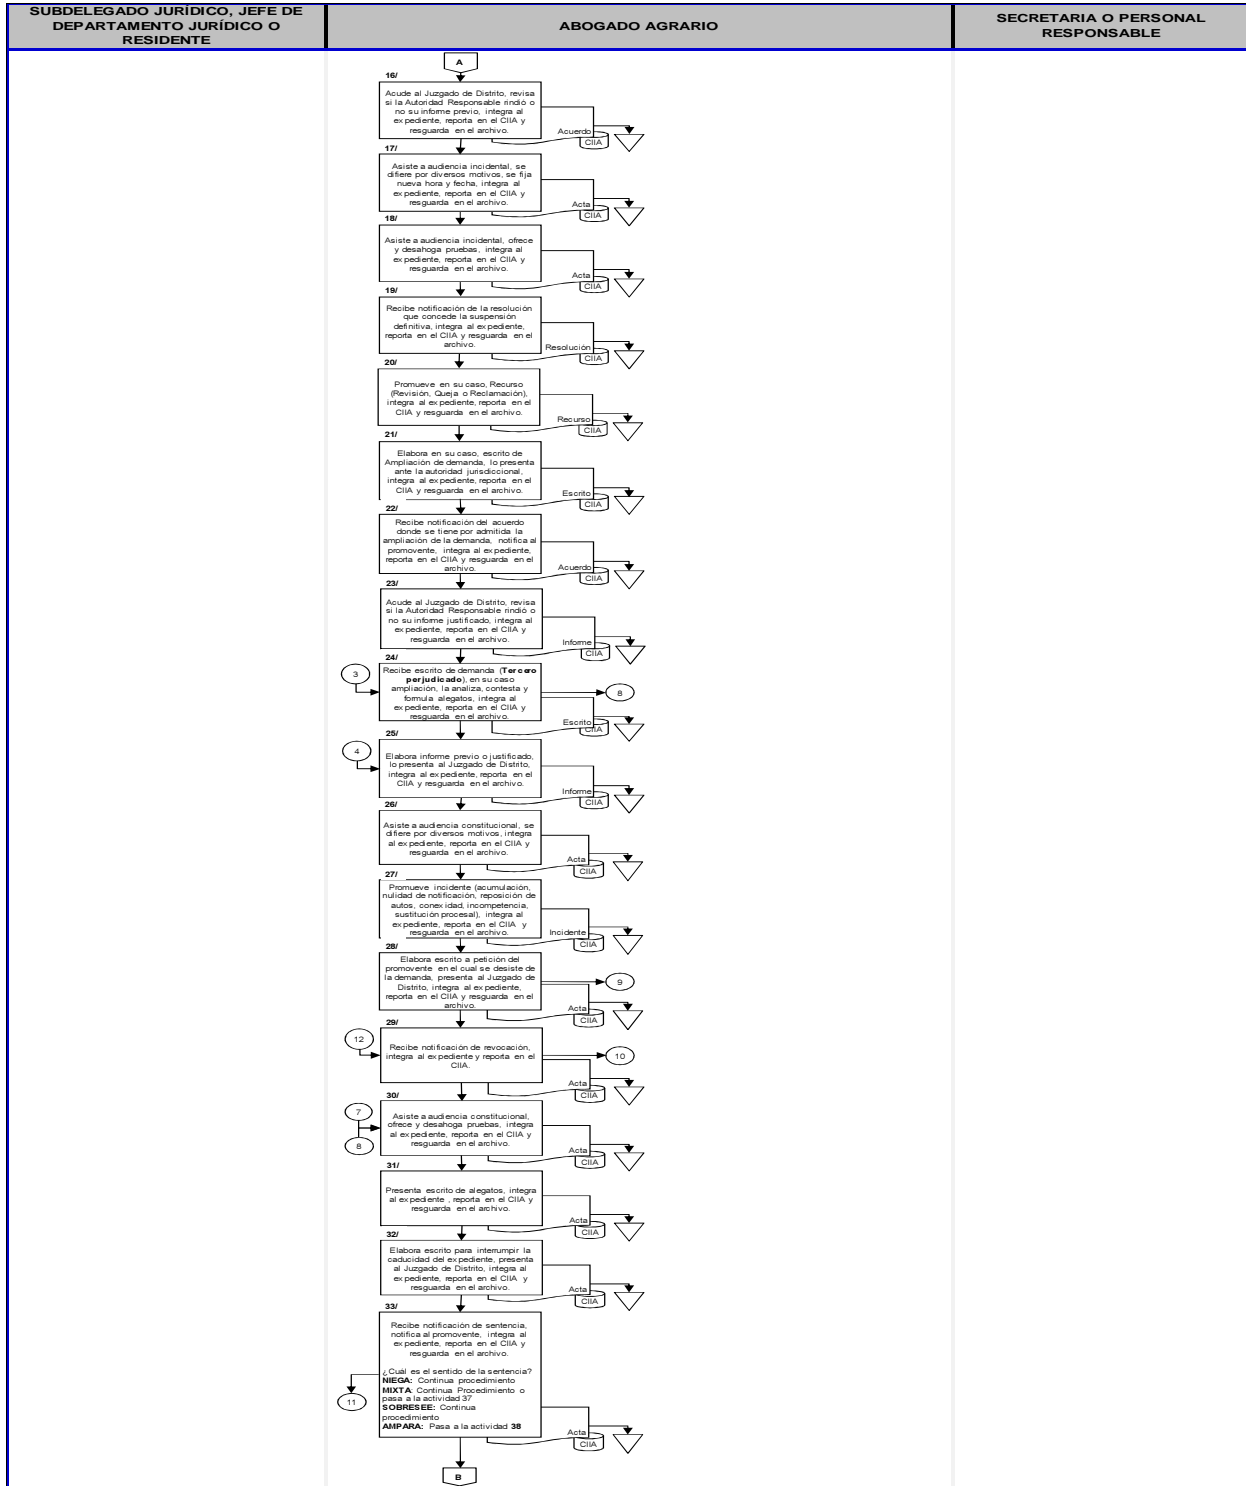 SUBDELEGADO JURÍDICO, JEFE DE
DEPARTAMENTO JURÍDICO O
RESIDENTE
ABOGADO AGRARIO
SECRETARIA O PERSONAL
RESPONSABLE
A
16/
Acude al Juzgado de Distrito, revisa
si la Autoridad Responsable rindió o
no su informe previo, integra al
expediente, reporta en el CIIA y
resguarda en el archivo.
Acuerdo
CIIA
17/
Asiste a audiencia incidental, se
difiere por diversos motivos, se fija
nueva hora y fecha, integra al
expediente, reporta en el CIIA y
resguarda en el archivo.
Acta
CIIA
18/
Asiste a audiencia incidental, ofrece
y desahoga pruebas, integra al
expediente, reporta en el CIIA y
resguarda en el archivo.
Acta
CIIA
19/
Recibe notificación de la resolución
que concede la suspensión
definitiva, integra al expediente,
reporta en el CIIA y resguarda en el
archivo.
Resolución
CIIA
20/
Promueve en su caso, Recurso
(Revisión, Queja o Reclamación),
integra al expediente, reporta en el
CIIA y resguarda en el archivo.
Recurso
CIIA
21/
Elabora en su caso, escrito de
Ampliación de demanda, lo presenta
ante la autoridad jurisdiccional,
integra al expediente, reporta en el
CIIA y resguarda en el archivo.
Escrito
CIIA
22/
Recibe notificación del acuerdo
donde se tiene por admitida la
ampliación de la demanda, notifica al
promovente, integra al expediente,
reporta en el CIIA y resguarda en el
archivo.
Acuerdo
CIIA
23/
Acude al Juzgado de Distrito, revisa
si la Autoridad Responsable rindió o
no su informe justificado, integra al
expediente, reporta en el CIIA y
resguarda en el archivo.
Informe
CIIA
24/
3
Recibe escrito de demanda (Tercero
perjudicado), en su caso
ampliación, la analiza, contesta y
formula alegatos, integra al
expediente, reporta en el CIIA y
resguarda en el archivo.
8
Escrito
CIIA
25/
4
Elabora informe previo o justificado,
lo presenta al Juzgado de Distrito,
integra al expediente, reporta en el
CIIA y resguarda en el archivo.
Informe
CIIA
26/
Asiste a audiencia constitucional, se
difiere por diversos motivos, integra
al expediente, reporta en el CIIA y
resguarda en el archivo.
Acta
CIIA
27/
Promueve incidente (acumulación,
nulidad de notificación, reposición de
autos, conexidad, incompetencia,
sustitución procesal), integra al
expediente, reporta en el CIIA y
resguarda en el archivo.
Incidente
CIIA
28/
Elabora escrito a petición del
promovente en el cual se desiste de
la demanda, presenta al Juzgado de
Distrito, integra al expediente,
reporta en el CIIA y resguarda en el
archivo.
9
Acta
CIIA
29/
12
Recibe notificación de revocación,
integra al expediente y reporta en el
CIIA.
10
Acta
CIIA
30/
7
8
Asiste a audiencia constitucional,
ofrece y desahoga pruebas, integra
al expediente, reporta en el CIIA y
resguarda en el archivo.
Acta
CIIA
31/
Presenta escrito de alegatos, integra
al expediente , reporta en el CIIA y
resguarda en el archivo.
Acta
CIIA
32/
Elabora escrito para interrumpir la
caducidad del expediente, presenta
al Juzgado de Distrito, integra al
expediente, reporta en el CIIA y
resguarda en el archivo.
Acta
CIIA
33/
Recibe notificación de sentencia,
notifica al promovente, integra al
expediente, reporta en el CIIA y
resguarda en el archivo.
¿Cuál es el sentido de la sentencia?
NIEGA: Continua procedimiento
MIXTA: Continua Procedimiento o
pasa a la actividad 37
SOBRESEE: Continua
procedimiento
AMPARA: Pasa a la actividad 38
11
Acta
CIIA
B